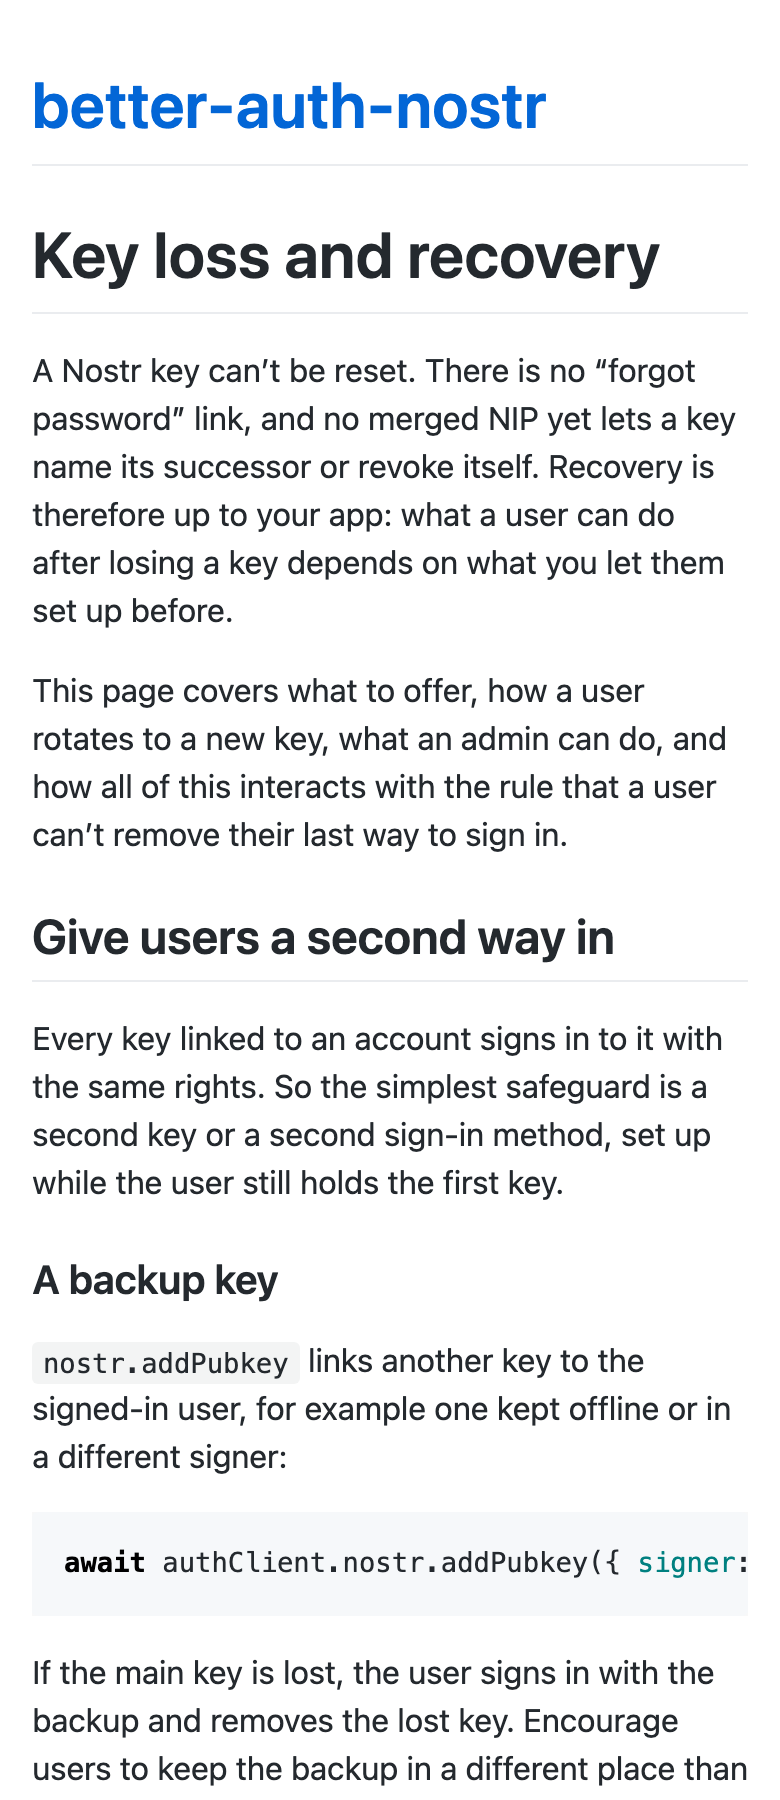 better-auth-nostr
Key loss and recovery
A Nostr key can’t be reset. There is no “forgot
password” link, and no merged NIP yet lets a key
name its successor or revoke itself. Recovery is
therefore up to your app: what a user can do
after losing a key depends on what you let them
set up before.
This page covers what to offer, how a user
rotates to a new key, what an admin can do, and
how all of this interacts with the rule that a user
can’t remove their last way to sign in.
Give users a second way in
Every key linked to an account signs in to it with
the same rights. So the simplest safeguard is a
second key or a second sign-in method, set up
while the user still holds the first key.
A backup key
nostr.addPubkey links another key to the
signed-in user, for example one kept offline or in
a different signer:
await authClient.nostr.addPubkey({ signer:
If the main key is lost, the user signs in with the
backup and removes the lost key. Encourage
users to keep the backup in a different place than